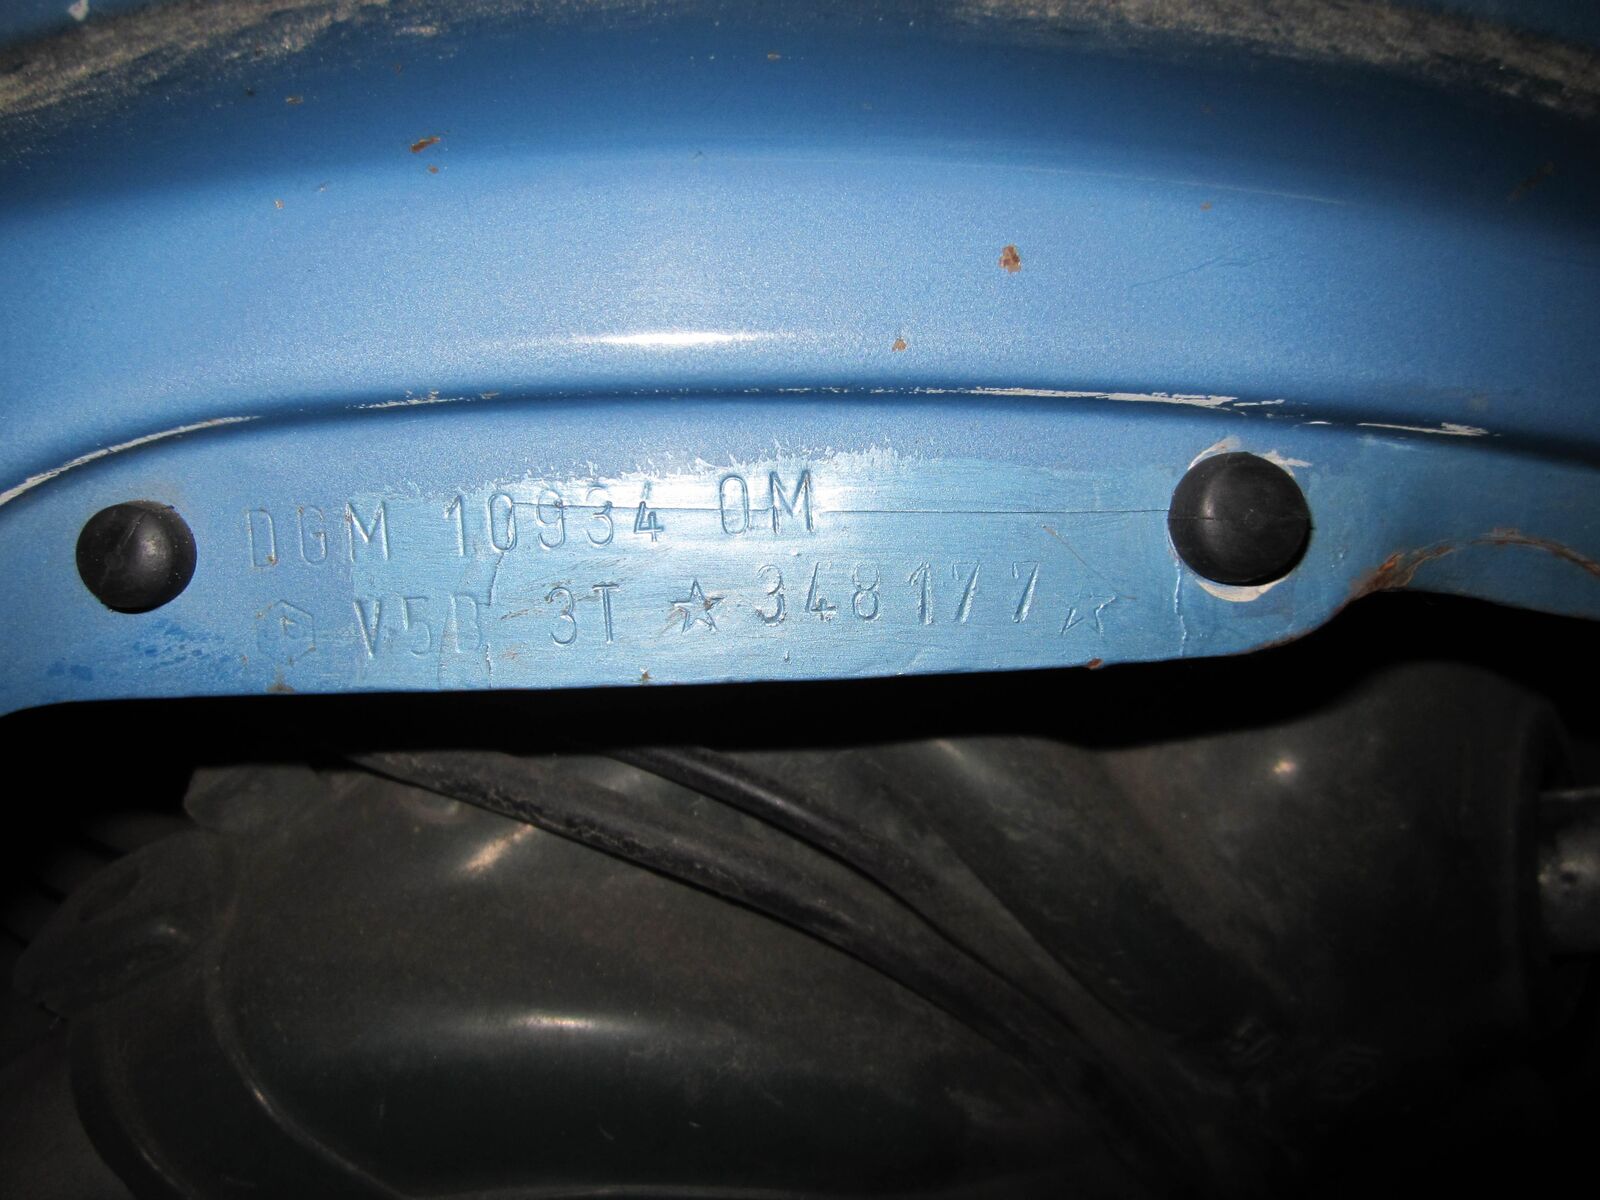 DGM 10934 OM
V5B 3T ☆ 348177 ☆